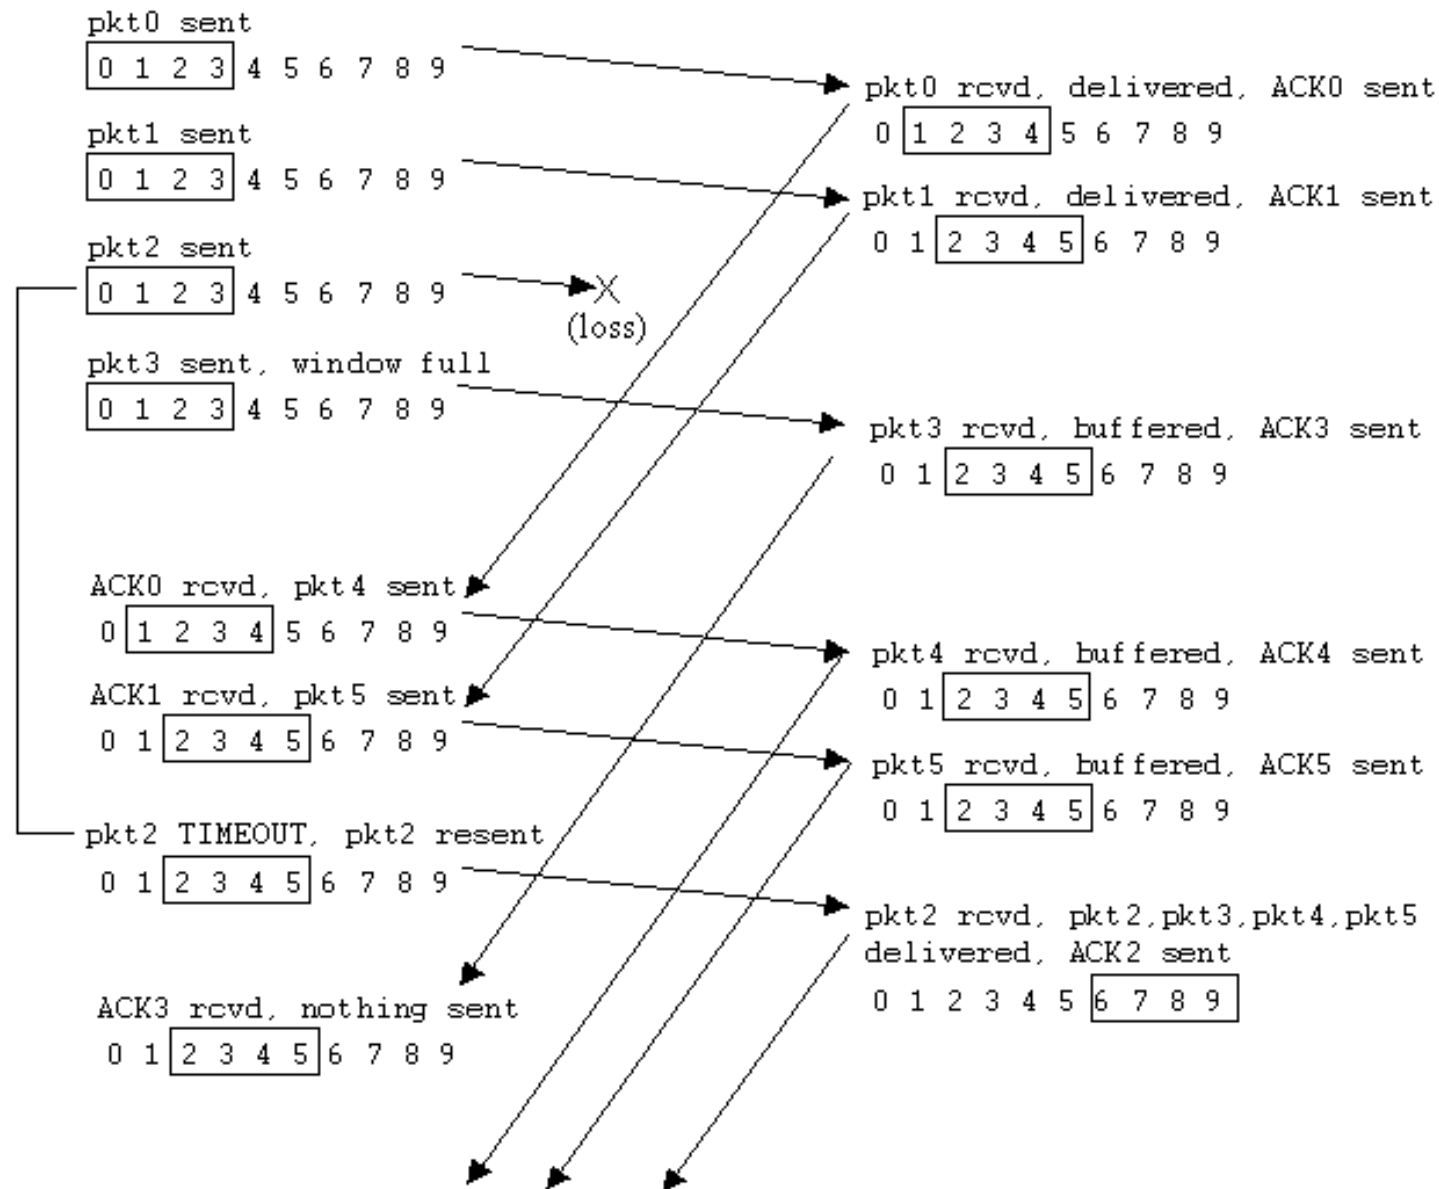 pkt0 sent
0 1 2 3 4 5 6 7 8 9
pkt0 rcvd, delivered, ACK0 sent
0 1 2 3 4 5 6 7 8 9
pkt1 sent
0 1 2 3 4 5 6 7 8 9
pkt1 rcvd, delivered, ACK1 sent
0 1 2 3 4 5 6 7 8 9
pkt2 sent
0 1 2 3 4 5 6 7 8 9
X
(loss)
pkt3 sent, window full
0 1 2 3 4 5 6 7 8 9
pkt3 rcvd, buffered, ACK3 sent
0 1 2 3 4 5 6 7 8 9
ACK0 rcvd, pkt4 sent
0 1 2 3 4 5 6 7 8 9
pkt4 rcvd, buffered, ACK4 sent
0 1 2 3 4 5 6 7 8 9
ACK1 rcvd, pkt5 sent
0 1 2 3 4 5 6 7 8 9
pkt5 rcvd, buffered, ACK5 sent
0 1 2 3 4 5 6 7 8 9
pkt2 TIMEOUT, pkt2 resent
0 1 2 3 4 5 6 7 8 9
pkt2 rcvd, pkt2,pkt3,pkt4,pkt5
delivered, ACK2 sent
0 1 2 3 4 5 6 7 8 9
ACK3 rcvd, nothing sent
0 1 2 3 4 5 6 7 8 9